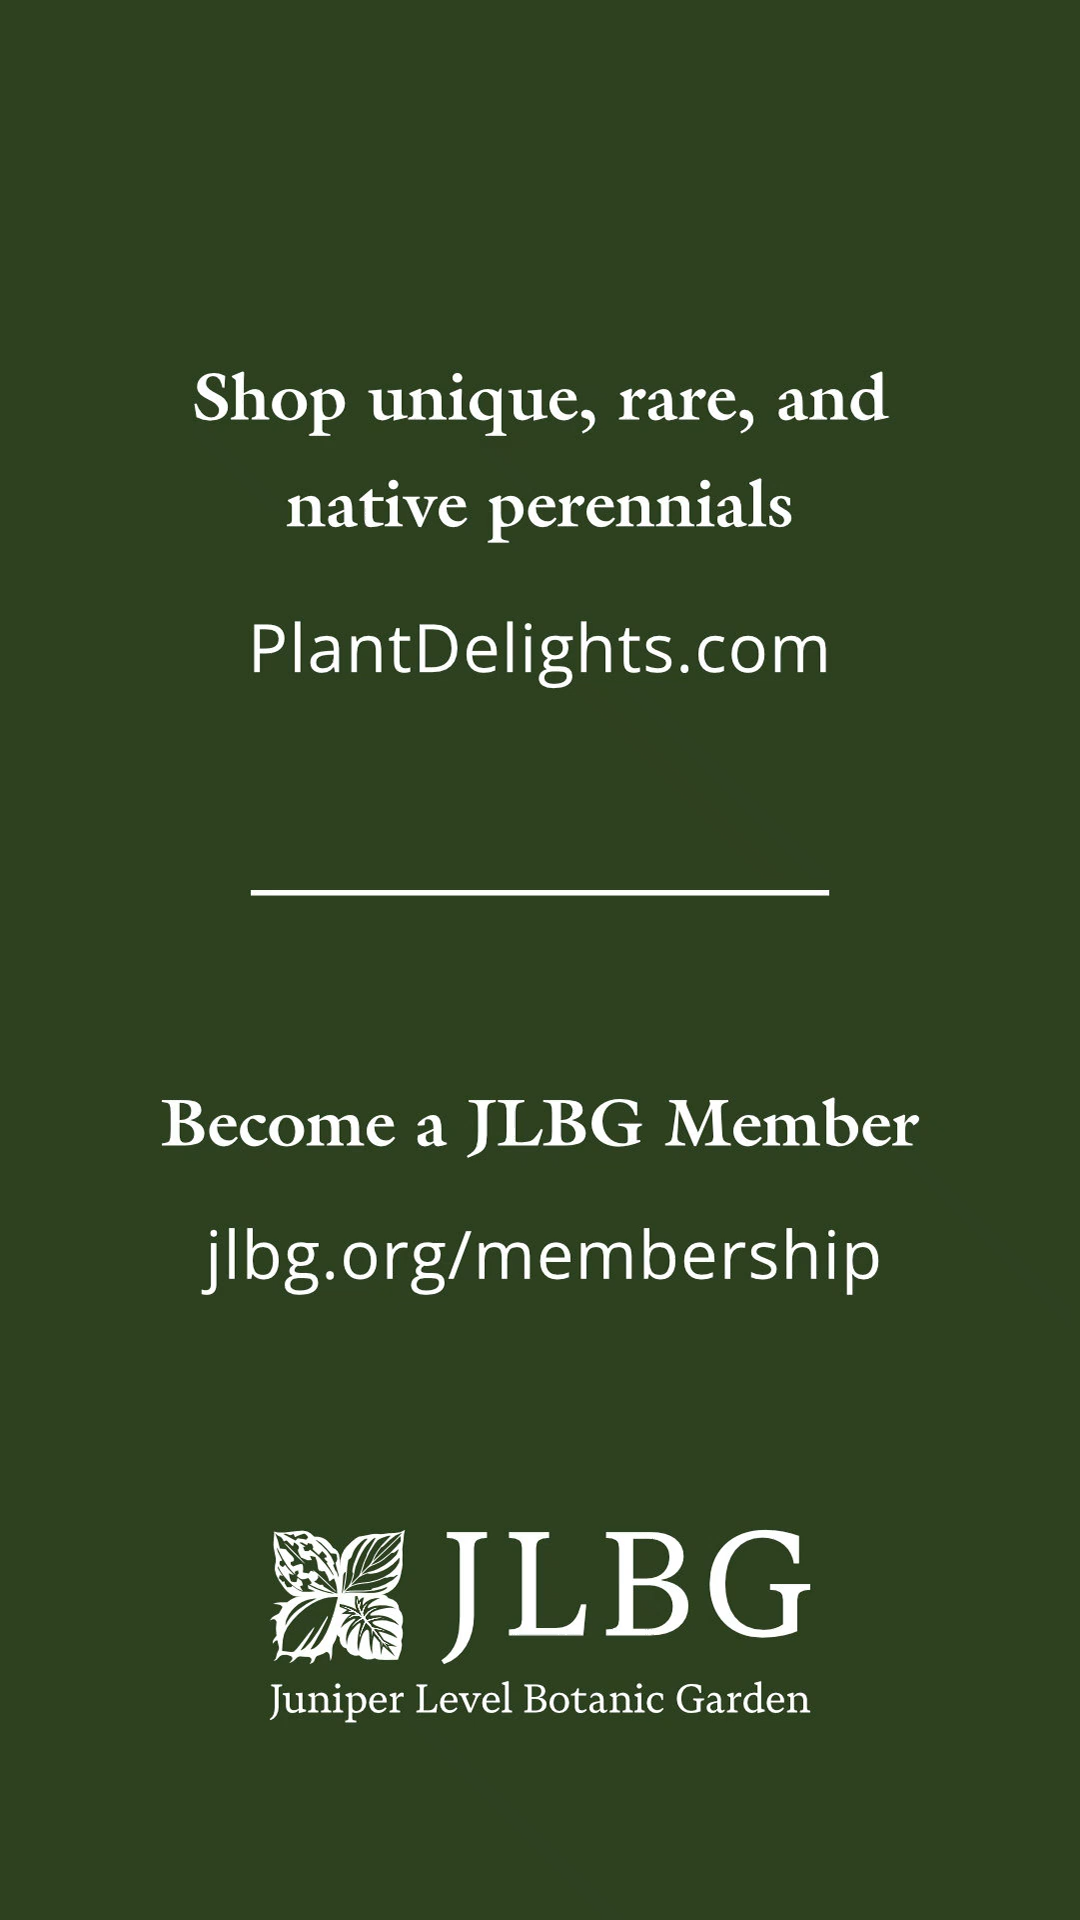 Shop unique, rare, and
native perennials
PlantDelights.com
Become a JLBG Member
jlbg.org/membership
JLBG
Juniper Level Botanic Garden